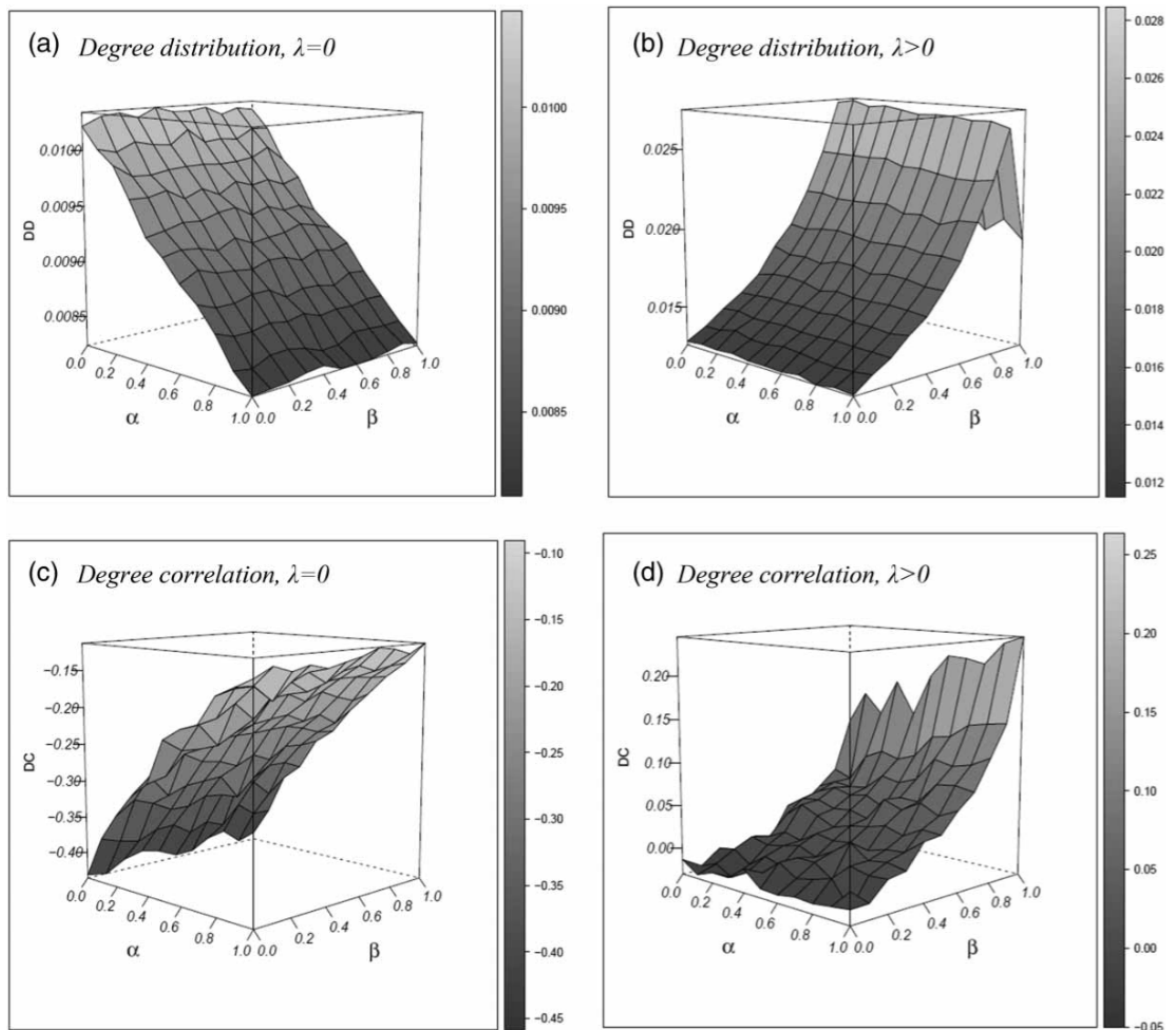 (a) Degree distribution, λ=0
0.0100
0.0095
0.0090
0.0085
DD
0.0 0.2 0.4 0.6 0.8 1.0
α
0.0 0.2 0.4 0.6 0.8 1.0
β
0.0100
0.0095
0.0090
0.0085
(b) Degree distribution, λ>0
0.025
0.020
0.015
DD
0.0 0.2 0.4 0.6 0.8 1.0
α
0.0 0.2 0.4 0.6 0.8 1.0
β
0.028
0.026
0.024
0.022
0.020
0.018
0.016
0.014
0.012
(c) Degree correlation, λ=0
−0.15
−0.20
−0.25
−0.30
−0.35
−0.40
DC
0.0 0.2 0.4 0.6 0.8 1.0
α
0.0 0.2 0.4 0.6 0.8 1.0
β
−0.10
−0.15
−0.20
−0.25
−0.30
−0.35
−0.40
−0.45
(d) Degree correlation, λ>0
0.20
0.15
0.10
0.05
0.00
DC
0.0 0.2 0.4 0.6 0.8 1.0
α
0.0 0.2 0.4 0.6 0.8 1.0
β
0.25
0.20
0.15
0.10
0.05
0.00
−0.05